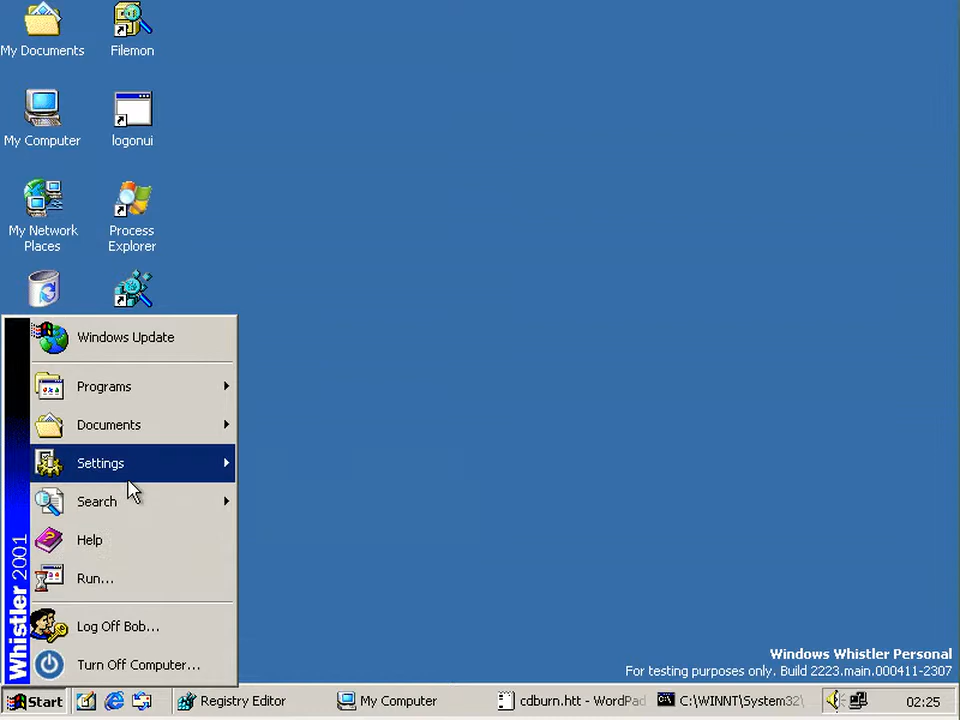 My Documents
Filemon
My Computer
logonui
My Network
Places
Process
Explorer
Windows Update
Programs
Documents
Settings
Search
Help
Run...
Log Off Bob...
Turn Off Computer...
Whistler 2001
Windows Whistler Personal
For testing purposes only. Build 2223.main.000411-2307
Start
Registry Editor
My Computer
cdburn.htt - WordPad
C:\WINNT\System32\
02:25